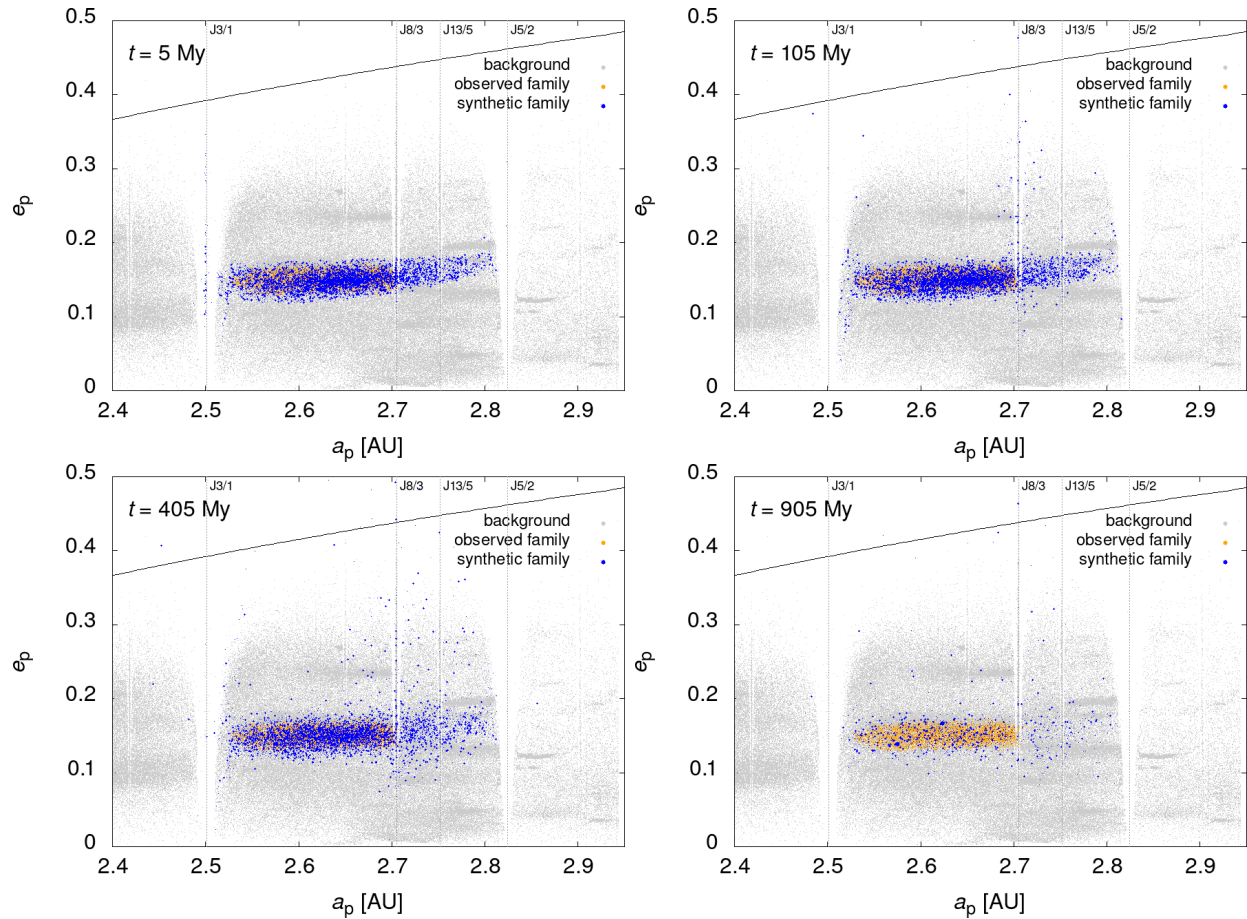 J3/1 J8/3 J13/5 J5/2
t = 5 My
background
observed family
synthetic family
0.5
0.4
0.3
0.2
0.1
0
e_p
2.4 2.5 2.6 2.7 2.8 2.9
a_p [AU]
J3/1 J8/3 J13/5 J5/2
t = 105 My
background
observed family
synthetic family
0.5
0.4
0.3
0.2
0.1
0
e_p
2.4 2.5 2.6 2.7 2.8 2.9
a_p [AU]
J3/1 J8/3 J13/5 J5/2
t = 405 My
background
observed family
synthetic family
0.5
0.4
0.3
0.2
0.1
0
e_p
2.4 2.5 2.6 2.7 2.8 2.9
a_p [AU]
J3/1 J8/3 J13/5 J5/2
t = 905 My
background
observed family
synthetic family
0.5
0.4
0.3
0.2
0.1
0
e_p
2.4 2.5 2.6 2.7 2.8 2.9
a_p [AU]